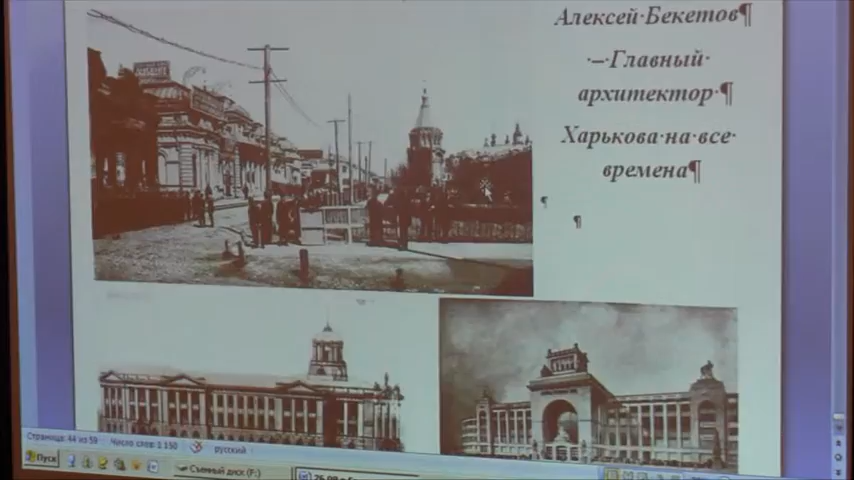 Алексей Бекетов¶
– Главный
архитектор ¶
Харькова на все
времена¶
¶
¶
Страница: 44 из 59 Число слов: 1 150 русский
Пуск Съемный диск (F:)